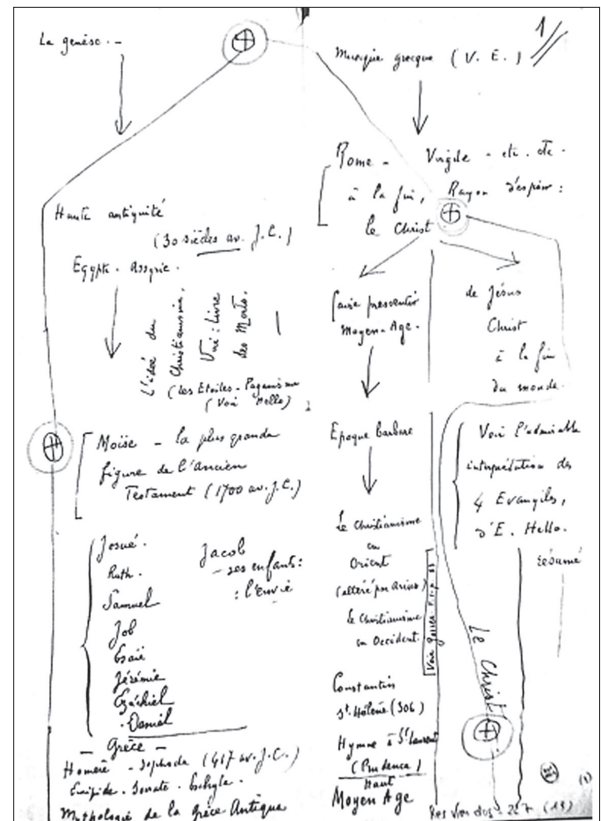 1
La genèse. -
Haute antiquité
(30 siècles av. J.C.)
Egypte. Assyrie.
L'idée du
Christianisme.
Voir: Livre
des Morts.
(Les Etoiles - Paganisme
(Voir Hello)
Moïse - la plus grande
figure de l'Ancien
Testament (1700 av. J.C.)
Josué.
Ruth.
Samuel
Job
Esaïe
Jérémie
Ezéchiel
. Daniel
Jacob
- ses enfants:
: l'envie
- Grèce -
Homère - Sophocle (417 av. J.C.)
Euripide - Socrate - Eschyle.
Mythologie de la Grèce Antique
Musique grecque (V. E.)
Rome - Virgile - etc. etc.
à la fin, Rayon d'espoir:
le Christ
Faire pressentir
Moyen-Age.
Epoque barbare
Le Christianisme
en
Orient
(altéré par Arius)
Le Christianisme
en Occident
Constantin
St. Hélène (306)
Hymne à St Laurent
(Prudence)
Haut
Moyen Age
de Jésus
Christ
à la fin
du monde.
Voir l'admirable
interprétation des
4 Evangiles,
d'E. Hello.
résumé
Le Christ